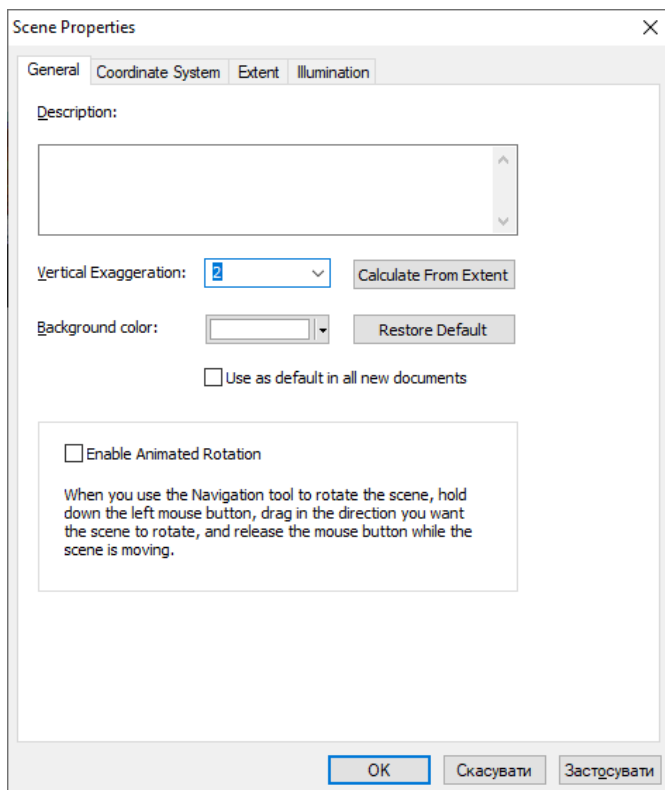 Scene Properties
General Coordinate System Extent Illumination
Description:
Vertical Exaggeration: 2 Calculate From Extent
Background color: Restore Default
Use as default in all new documents
Enable Animated Rotation
When you use the Navigation tool to rotate the scene, hold
down the left mouse button, drag in the direction you want
the scene to rotate, and release the mouse button while the
scene is moving.
OK Скасувати Застосувати